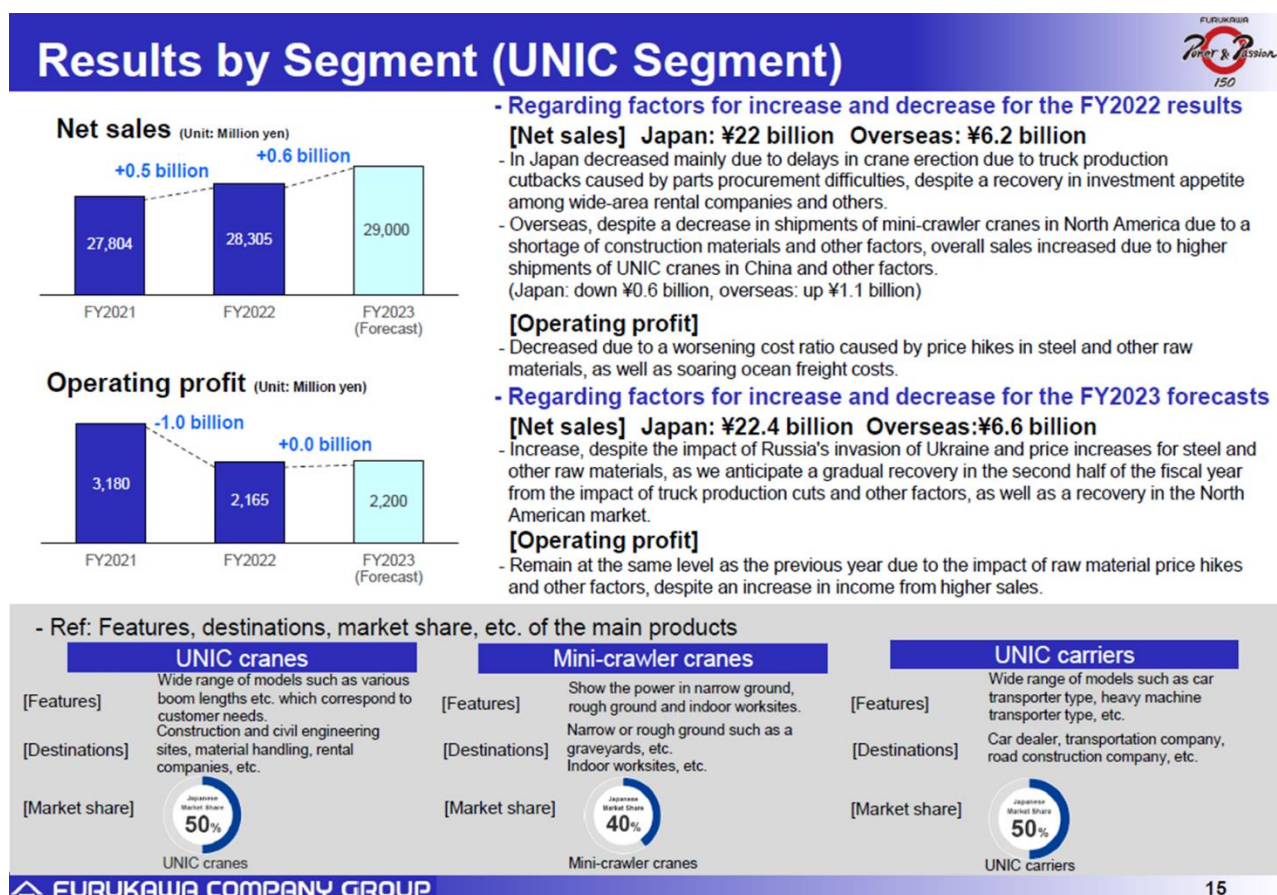 FURUKAWA
Power & Passion
150
Results by Segment (UNIC Segment)
Net sales (Unit: Million yen)
+0.5 billion
+0.6 billion
27,804
28,305
29,000
FY2021
FY2022
FY2023
(Forecast)
Operating profit (Unit: Million yen)
-1.0 billion
+0.0 billion
3,180
2,165
2,200
FY2021
FY2022
FY2023
(Forecast)
- Regarding factors for increase and decrease for the FY2022 results
[Net sales] Japan: ¥22 billion Overseas: ¥6.2 billion
- In Japan decreased mainly due to delays in crane erection due to truck production
cutbacks caused by parts procurement difficulties, despite a recovery in investment appetite
among wide-area rental companies and others.
- Overseas, despite a decrease in shipments of mini-crawler cranes in North America due to a
shortage of construction materials and other factors, overall sales increased due to higher
shipments of UNIC cranes in China and other factors.
(Japan: down ¥0.6 billion, overseas: up ¥1.1 billion)
[Operating profit]
- Decreased due to a worsening cost ratio caused by price hikes in steel and other raw
materials, as well as soaring ocean freight costs.
- Regarding factors for increase and decrease for the FY2023 forecasts
[Net sales] Japan: ¥22.4 billion Overseas:¥6.6 billion
- Increase, despite the impact of Russia's invasion of Ukraine and price increases for steel and
other raw materials, as we anticipate a gradual recovery in the second half of the fiscal year
from the impact of truck production cuts and other factors, as well as a recovery in the North
American market.
[Operating profit]
- Remain at the same level as the previous year due to the impact of raw material price hikes
and other factors, despite an increase in income from higher sales.
- Ref: Features, destinations, market share, etc. of the main products
UNIC cranes
[Features]
Wide range of models such as various
boom lengths etc. which correspond to
customer needs.
[Destinations]
Construction and civil engineering
sites, material handling, rental
companies, etc.
[Market share]
Japanese
Market Share
50%
UNIC cranes
Mini-crawler cranes
[Features]
Show the power in narrow ground,
rough ground and indoor worksites.
[Destinations]
Narrow or rough ground such as a
graveyards, etc.
Indoor worksites, etc.
[Market share]
Japanese
Market Share
40%
Mini-crawler cranes
UNIC carriers
[Features]
Wide range of models such as car
transporter type, heavy machine
transporter type, etc.
[Destinations]
Car dealer, transportation company,
road construction company, etc.
[Market share]
Japanese
Market Share
50%
UNIC carriers
FURUKAWA COMPANY GROUP
15